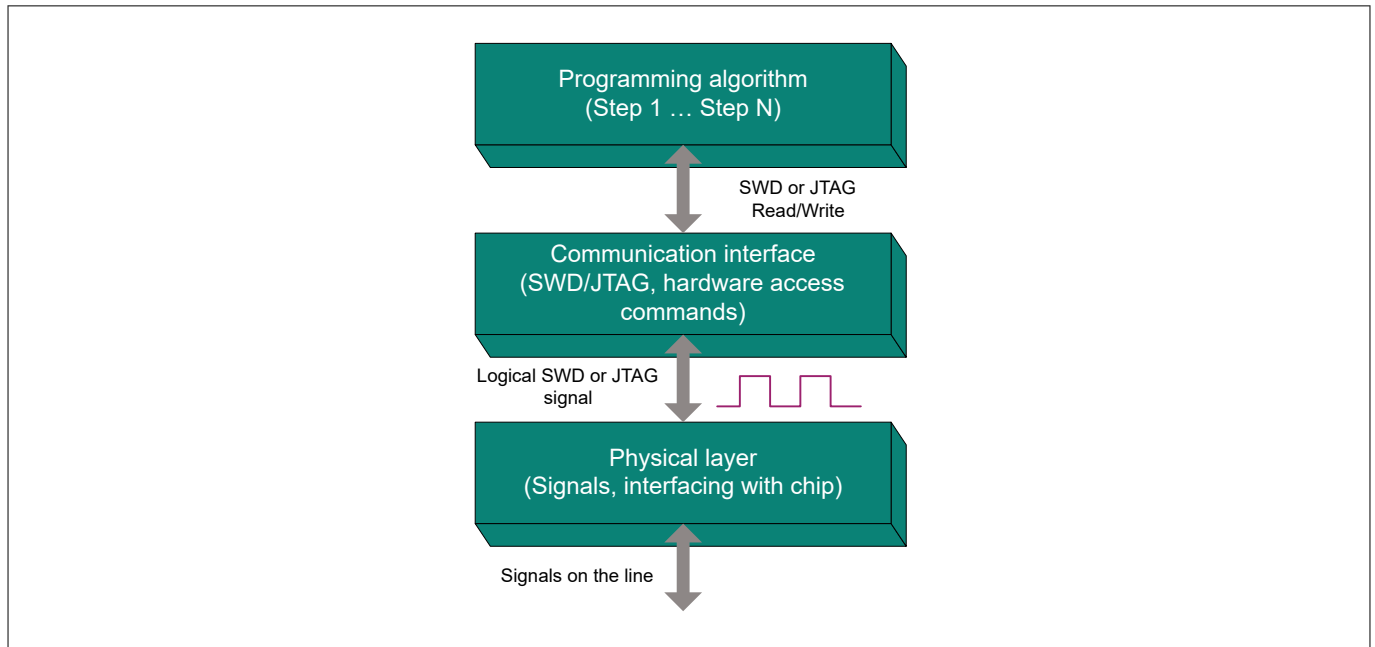 Programming algorithm
(Step 1 … Step N)
SWD or JTAG
Read/Write
Communication interface
(SWD/JTAG, hardware access
commands)
Logical SWD or JTAG
signal
Physical layer
(Signals, interfacing with chip)
Signals on the line